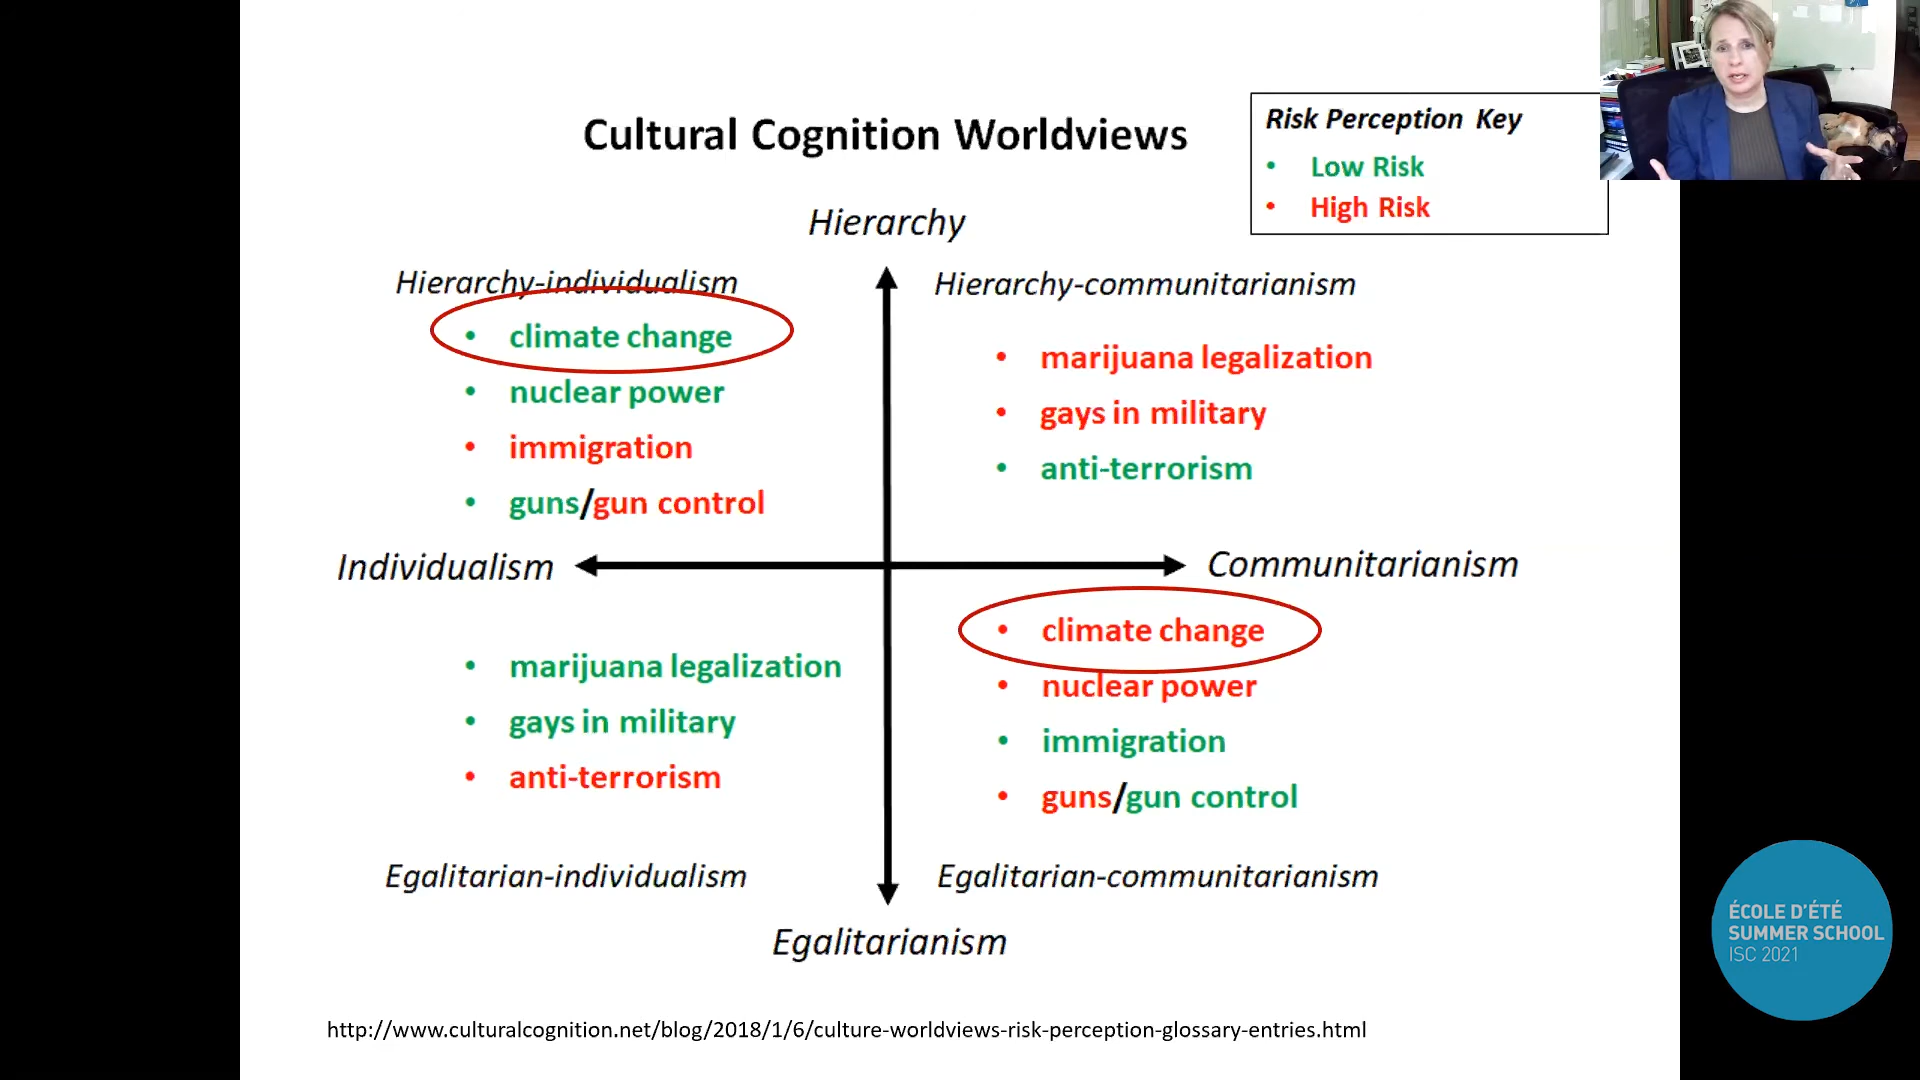 Cultural Cognition Worldviews
Risk Perception Key
• Low Risk
• High Risk
Hierarchy
Hierarchy-individualism
• climate change
• nuclear power
• immigration
• guns/gun control
Hierarchy-communitarianism
• marijuana legalization
• gays in military
• anti-terrorism
Individualism
Communitarianism
• marijuana legalization
• gays in military
• anti-terrorism
Egalitarian-individualism
• climate change
• nuclear power
• immigration
• guns/gun control
Egalitarian-communitarianism
Egalitarianism
http://www.culturalcognition.net/blog/2018/1/6/culture-worldviews-risk-perception-glossary-entries.html
ÉCOLE D'ÉTÉ
SUMMER SCHOOL
ISC 2021